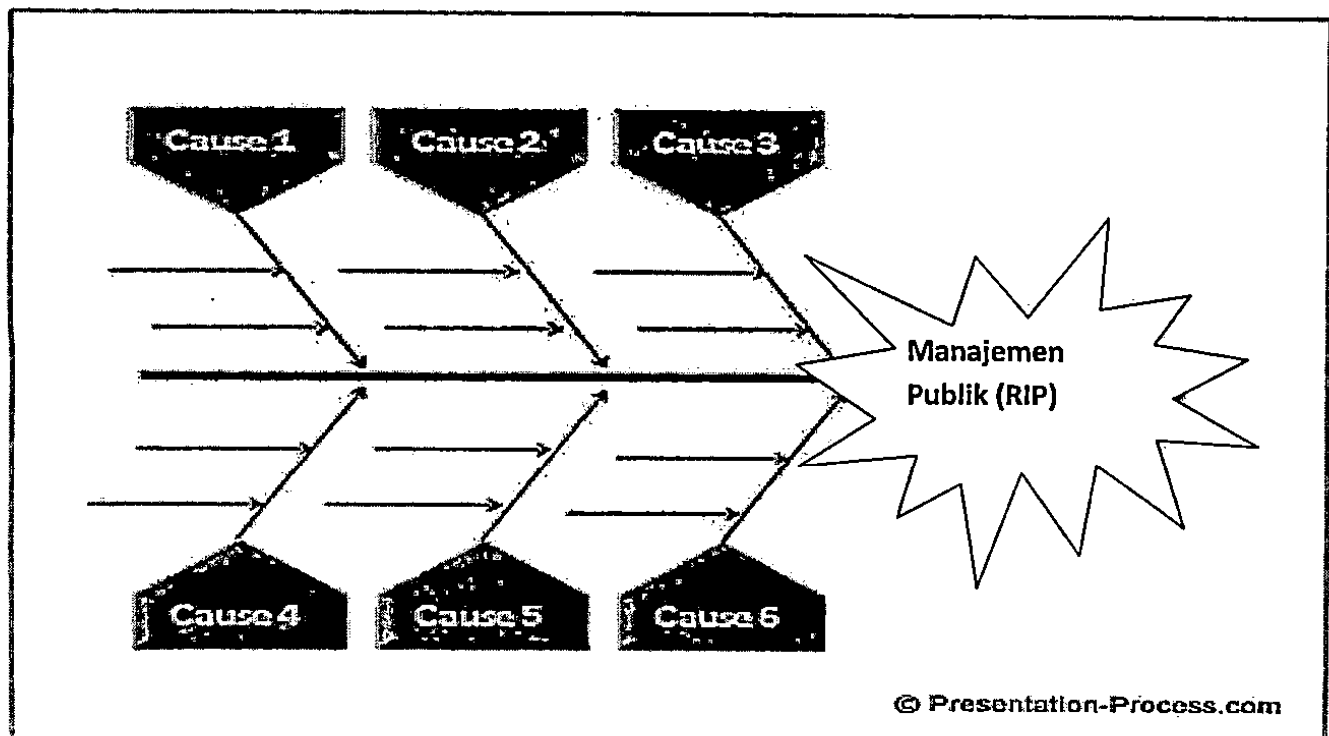 Cause 1
Cause 2
Cause 3
Manajemen
Publik (RIP)
Cause 4
Cause 5
Cause 6
© Presentation-Process.com